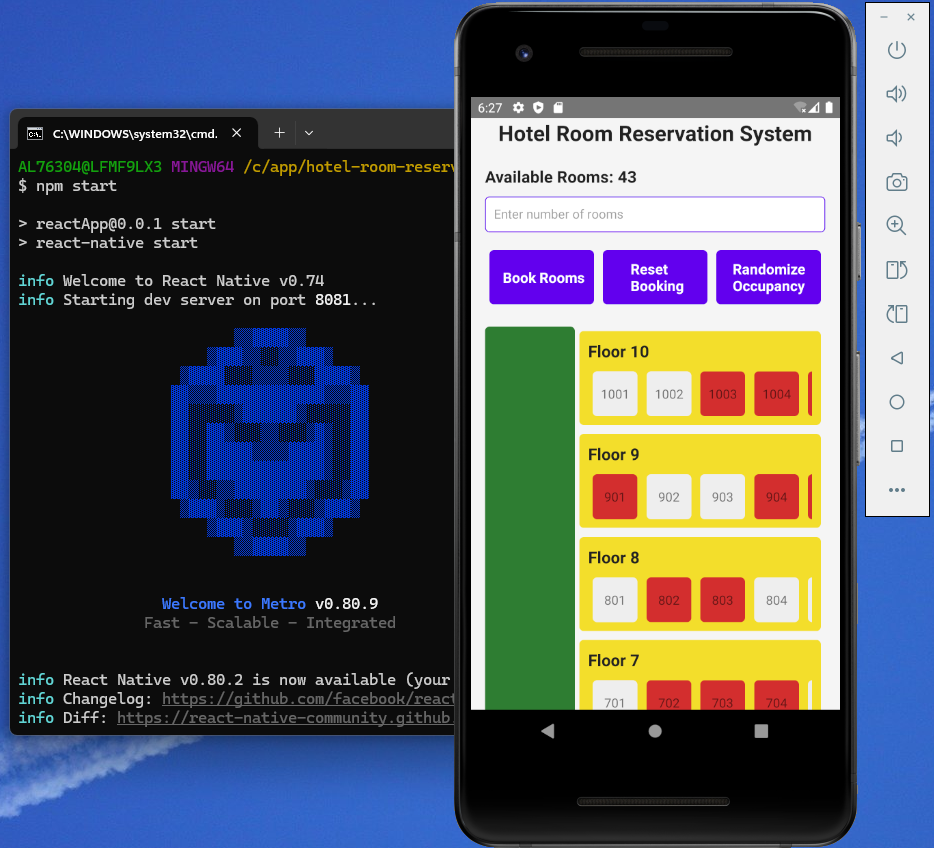 C:\WINDOWS\system32\cmd.
AL76304@LFMF9LX3 MINGW64 /c/app/hotel-room-reserv
$ npm start
> reactApp@0.0.1 start
> react-native start
info Welcome to React Native v0.74
info Starting dev server on port 8081...
Welcome to Metro v0.80.9
Fast - Scalable - Integrated
info React Native v0.80.2 is now available (your
info Changelog: https://github.com/facebook/react
info Diff: https://react-native-community.github.
6:27
Hotel Room Reservation System
Available Rooms: 43
Enter number of rooms
Book Rooms
Reset
Booking
Randomize
Occupancy
Floor 10
1001 1002 1003 1004
Floor 9
901 902 903 904
Floor 8
801 802 803 804
Floor 7
701 702 703 704